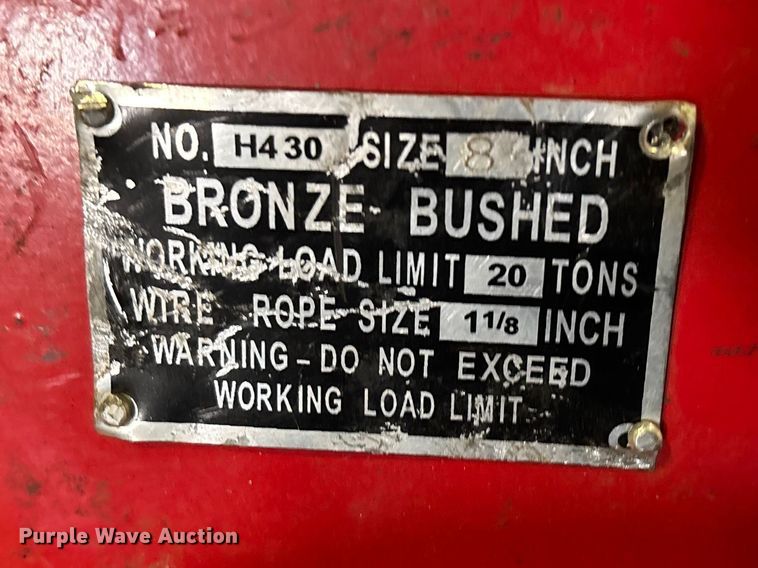 NO. H430 SIZE 8 INCH
BRONZE BUSHED
WORKING LOAD LIMIT 20 TONS
WIRE ROPE SIZE 1 1/8 INCH
WARNING - DO NOT EXCEED
WORKING LOAD LIMIT
Purple Wave Auction